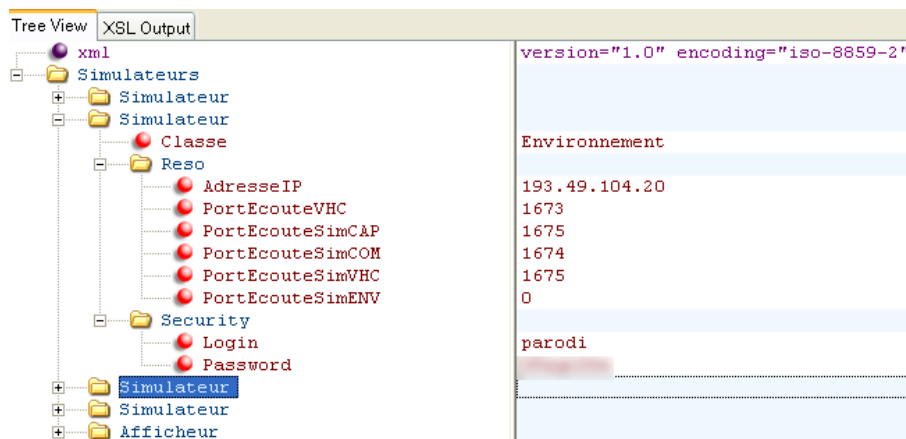 Tree View XSL Output
xml version="1.0" encoding="iso-8859-2"
Simulateurs
Simulateur
Simulateur
Classe Environnement
Reso
AdresseIP 193.49.104.20
PortEcouteVHC 1673
PortEcouteSimCAP 1675
PortEcouteSimCOM 1674
PortEcouteSimVHC 1675
PortEcouteSimENV 0
Security
Login parodi
Password
Simulateur
Simulateur
Afficheur